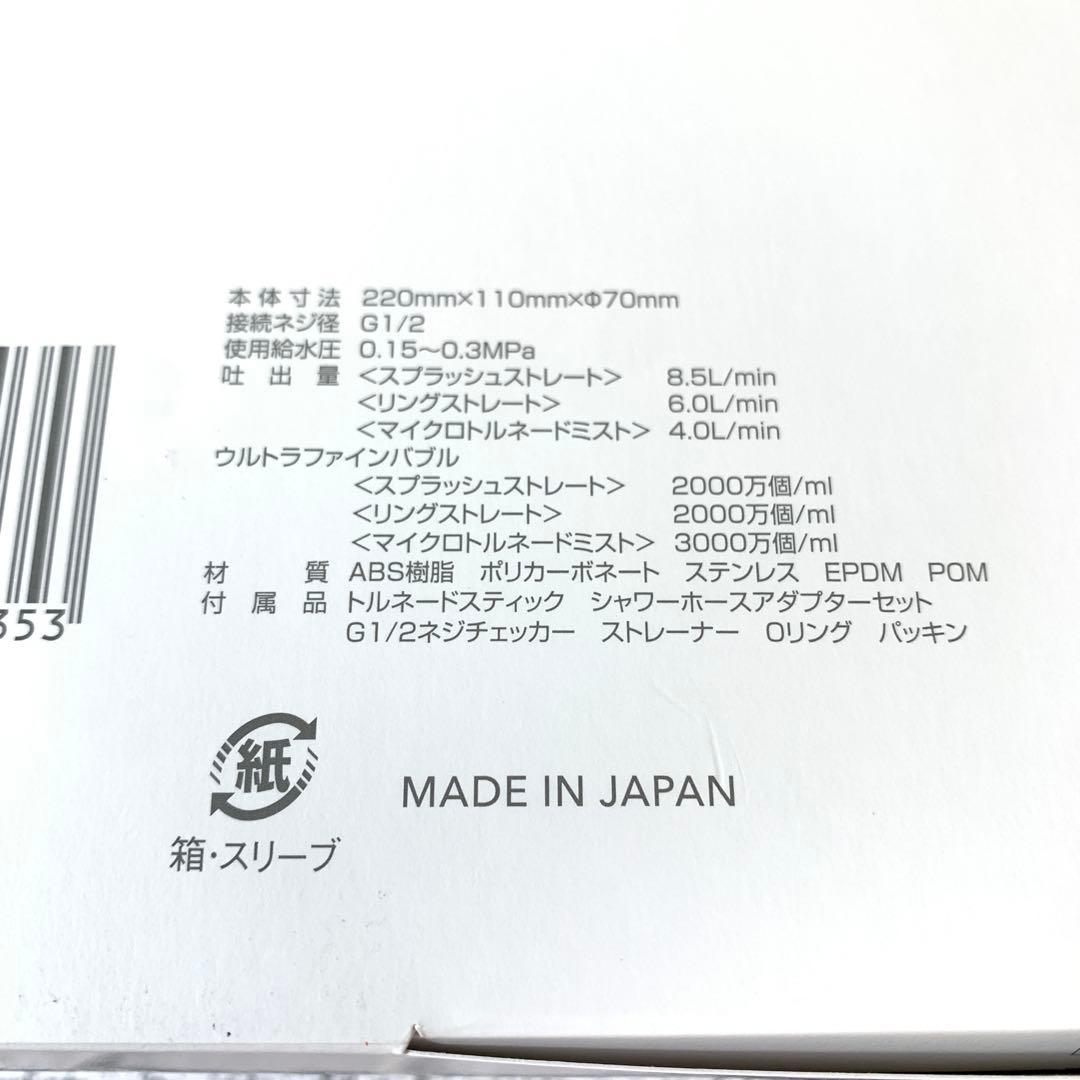 本体寸法 220mm×110mm×Φ70mm
接続ネジ径 G1/2
使用給水圧 0.15～0.3MPa
吐出量 <スプラッシュストレート> 8.5L/min
<リングストレート> 6.0L/min
<マイクロトルネードミスト> 4.0L/min
ウルトラファインバブル
<スプラッシュストレート> 2000万個/ml
<リングストレート> 2000万個/ml
<マイクロトルネードミスト> 3000万個/ml
材質 ABS樹脂 ポリカーボネート ステンレス EPDM POM
付属品 トルネードスティック シャワーホースアダプターセット
G1/2ネジチェッカー ストレーナー Oリング パッキン
353
紙
箱・スリーブ
MADE IN JAPAN